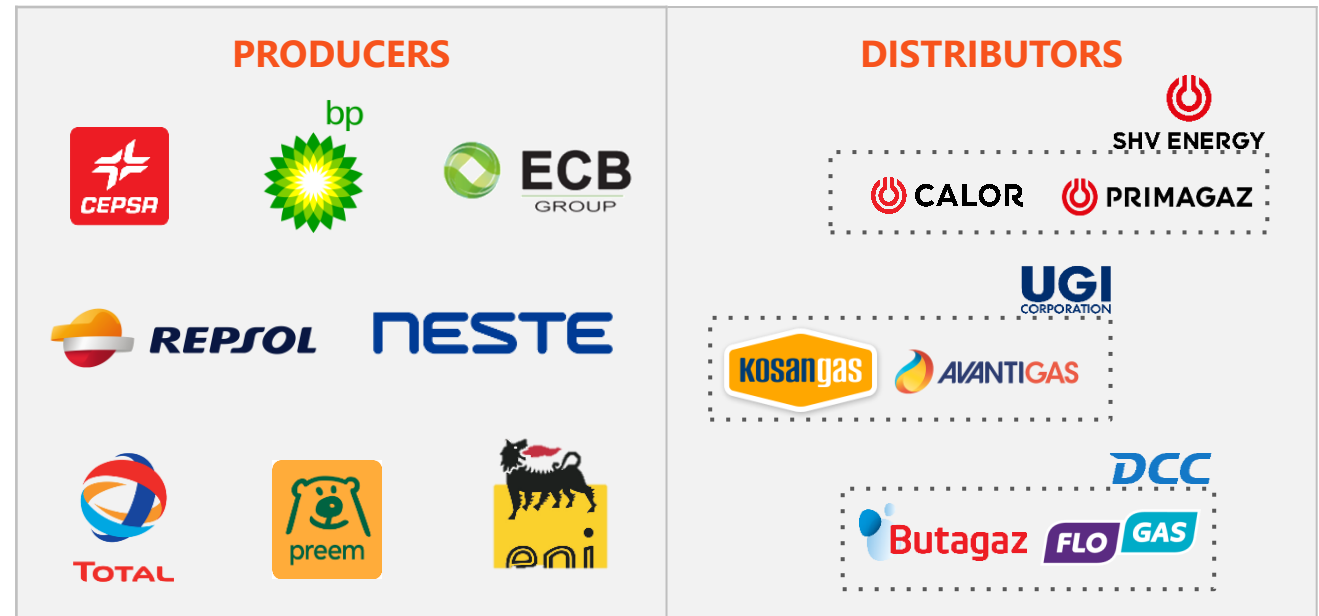 PRODUCERS
CEPSA
bp
ECB
GROUP
REPSOL
NESTE
TOTAL
preem
eni
DISTRIBUTORS
SHV ENERGY
CALOR
PRIMAGAZ
UGI
CORPORATION
Kosangas
AVANTIGAS
DCC
Butagaz
FLO GAS